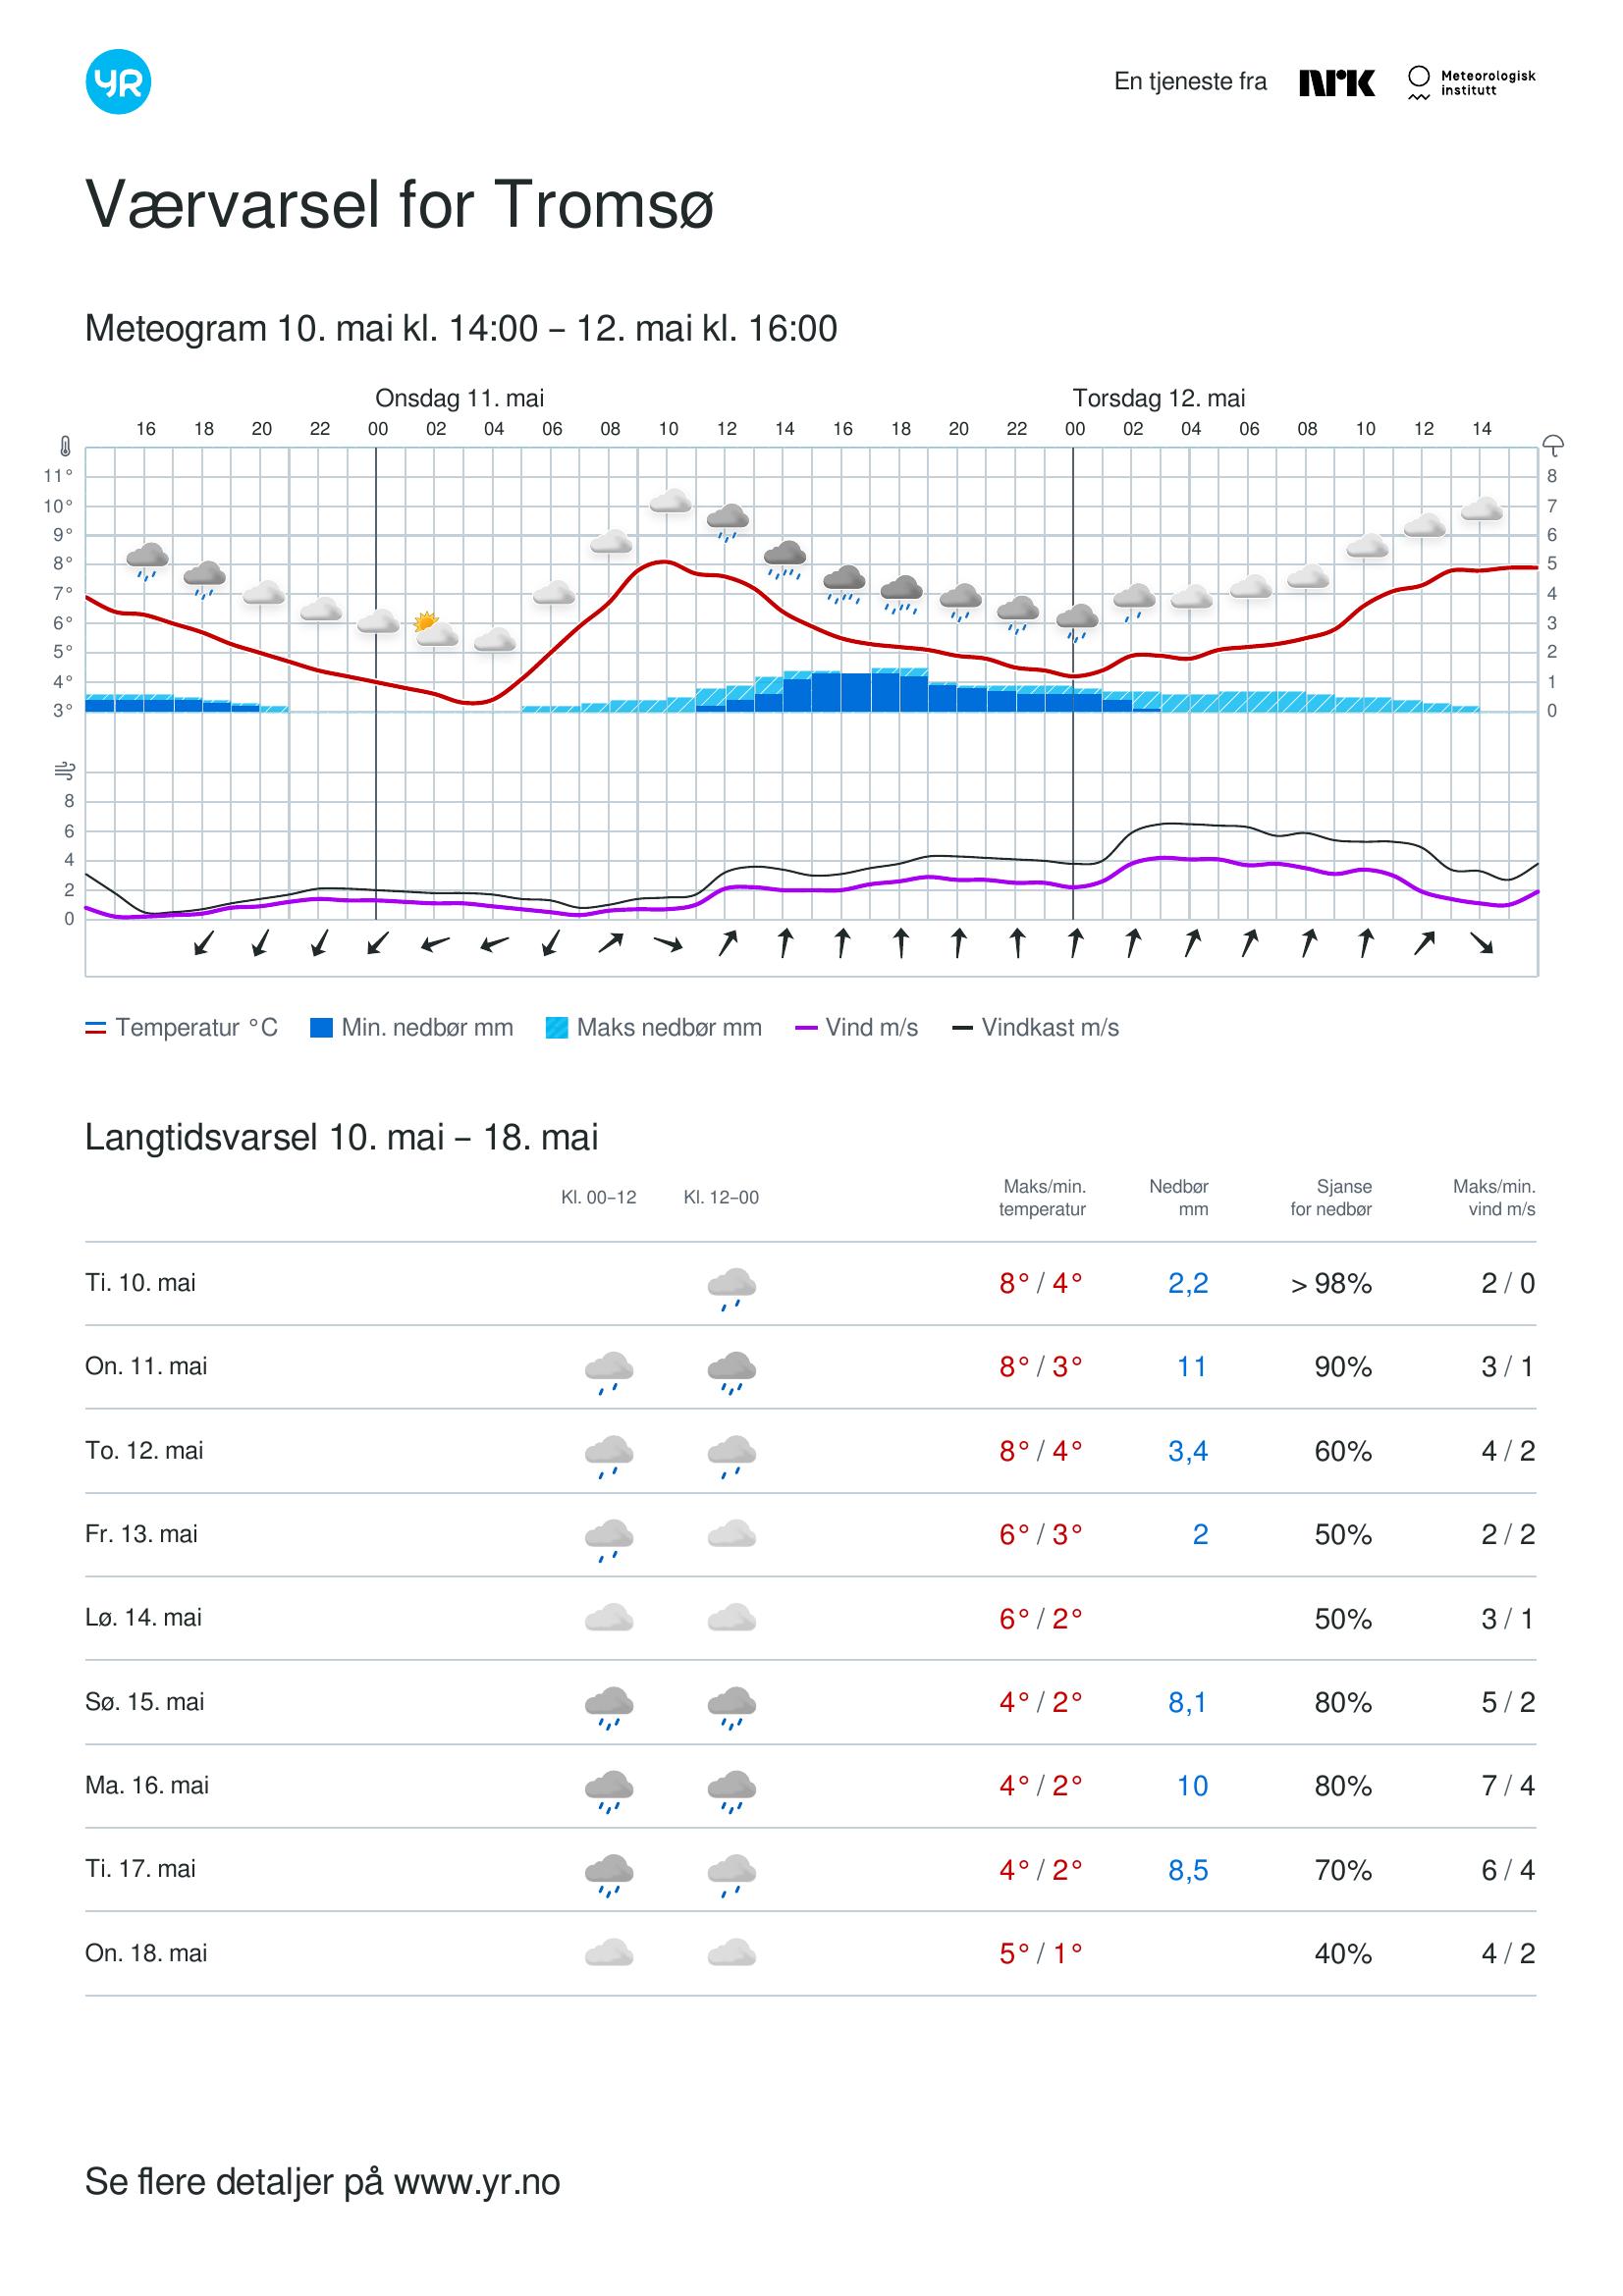 YR
En tjeneste fra NRK Meteorologisk institutt
Værvarsel for Tromsø
Meteogram 10. mai kl. 14:00 – 12. mai kl. 16:00
Onsdag 11. mai Torsdag 12. mai
16 18 20 22 00 02 04 06 08 10 12 14 16 18 20 22 00 02 04 06 08 10 12 14
11° 8
10° 7
9° 6
8° 5
7° 4
6° 3
5° 2
4° 1
3° 0
8
6
4
2
0
Temperatur °C Min. nedbør mm Maks nedbør mm Vind m/s Vindkast m/s
Langtidsvarsel 10. mai – 18. mai
Kl. 00–12 Kl. 12–00 Maks/min. temperatur Nedbør mm Sjanse for nedbør Maks/min. vind m/s
Ti. 10. mai 8° / 4° 2,2 > 98% 2 / 0
On. 11. mai 8° / 3° 11 90% 3 / 1
To. 12. mai 8° / 4° 3,4 60% 4 / 2
Fr. 13. mai 6° / 3° 2 50% 2 / 2
Lø. 14. mai 6° / 2° 50% 3 / 1
Sø. 15. mai 4° / 2° 8,1 80% 5 / 2
Ma. 16. mai 4° / 2° 10 80% 7 / 4
Ti. 17. mai 4° / 2° 8,5 70% 6 / 4
On. 18. mai 5° / 1° 40% 4 / 2
Se flere detaljer på www.yr.no